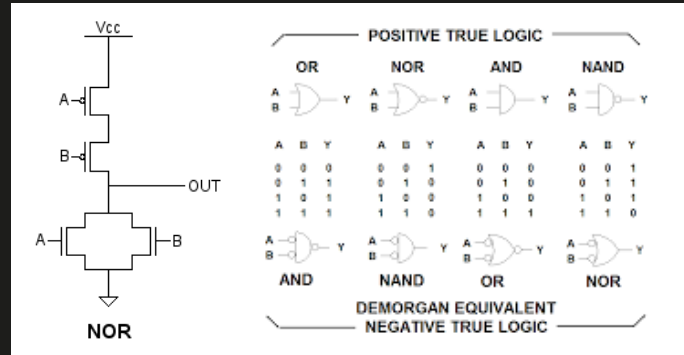 Vcc
A
B
OUT
A B
NOR
POSITIVE TRUE LOGIC
OR NOR AND NAND
A Y A Y A Y A Y
B B B B
A B Y A B Y A B Y A B Y
0 0 0 0 0 1 0 0 0 0 0 1
0 1 1 0 1 0 0 1 0 0 1 1
1 0 1 1 0 0 1 0 0 1 0 1
1 1 1 1 1 0 1 1 1 1 1 0
A Y A Y A Y A Y
B B B B
AND NAND OR NOR
DEMORGAN EQUIVALENT
NEGATIVE TRUE LOGIC